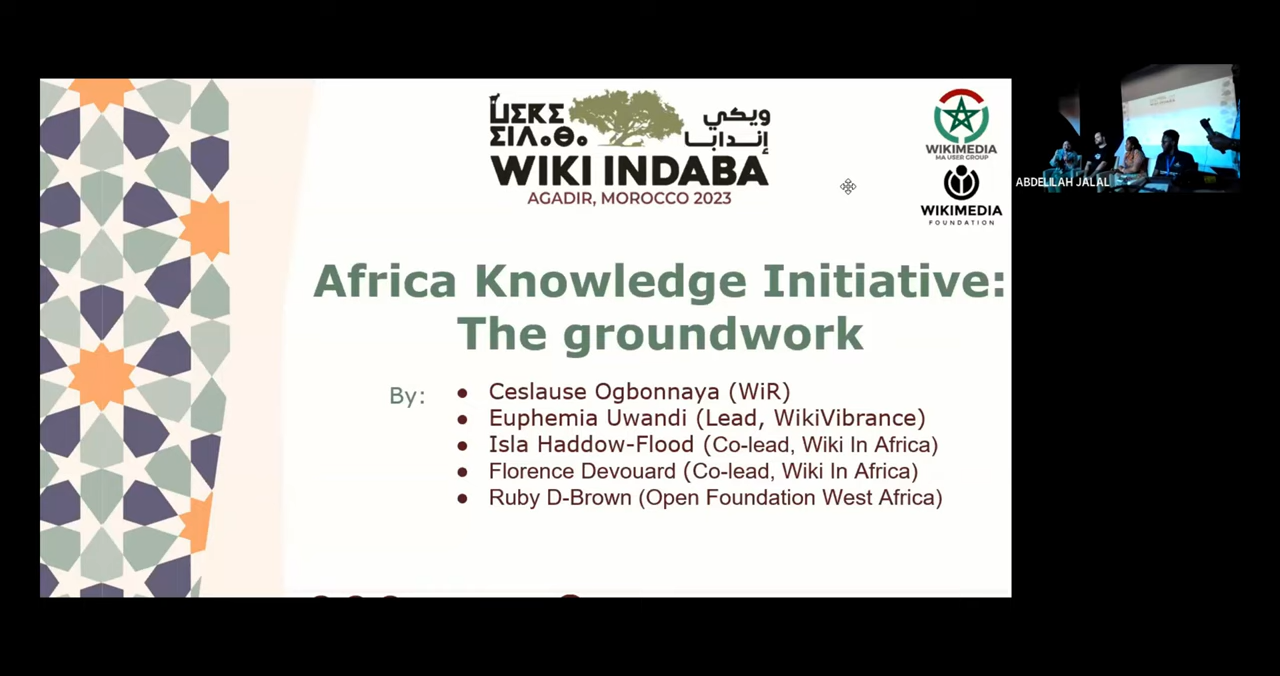 ⵡⵉⴽⵉ
ⵉⵏⴷⴰⴱⴰ
ويكي
إندابا
WIKI INDABA
AGADIR, MOROCCO 2023
WIKIMEDIA
MA USER GROUP
WIKIMEDIA
FOUNDATION
ABDELILAH JALAL
Africa Knowledge Initiative:
The groundwork
By:
● Ceslause Ogbonnaya (WiR)
● Euphemia Uwandi (Lead, WikiVibrance)
● Isla Haddow-Flood (Co-lead, Wiki In Africa)
● Florence Devouard (Co-lead, Wiki In Africa)
● Ruby D-Brown (Open Foundation West Africa)